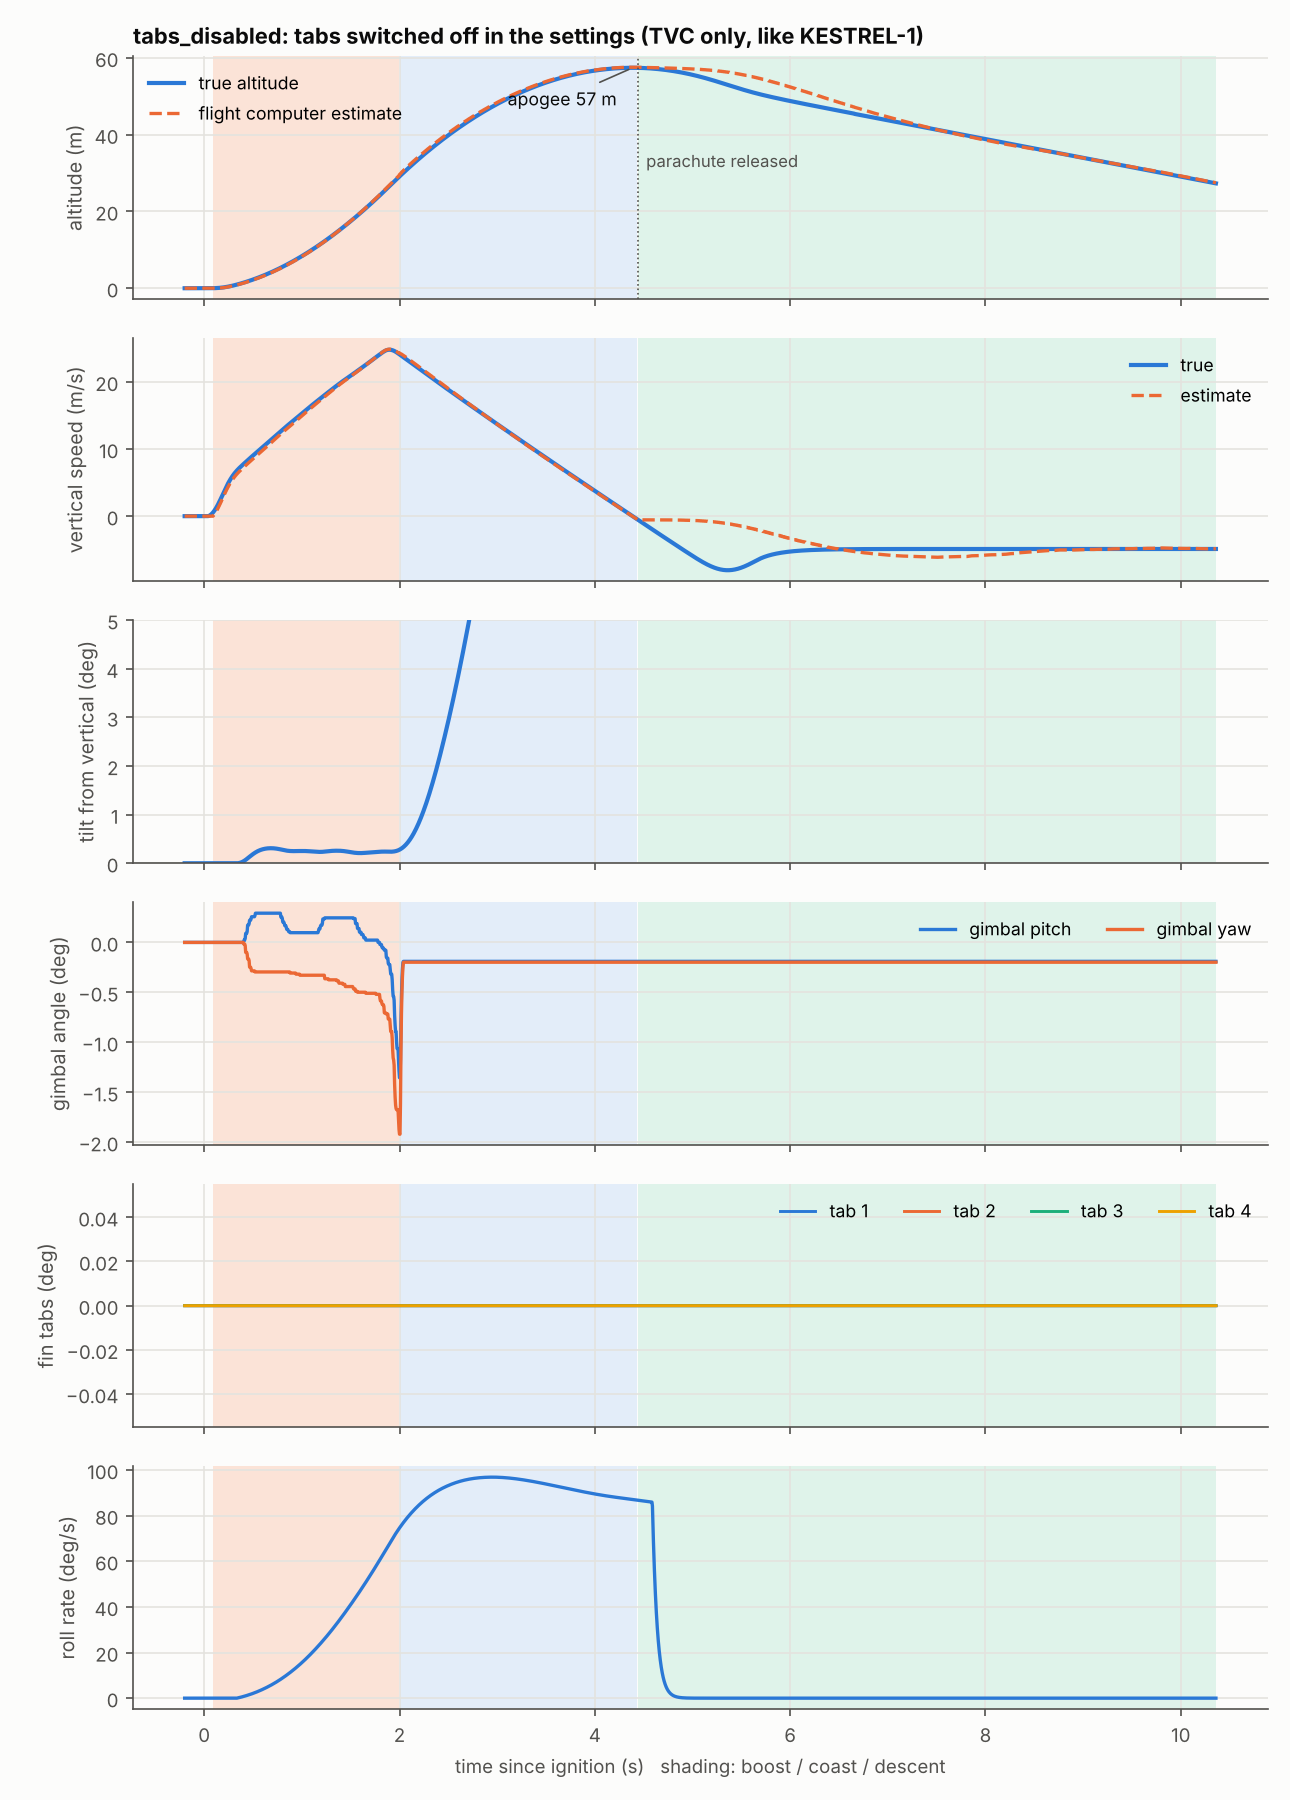 tabs_disabled: tabs switched off in the settings (TVC only, like KESTREL-1)
60
40
20
0
altitude (m)
true altitude
flight computer estimate
apogee 57 m
parachute released
20
10
0
vertical speed (m/s)
true
estimate
5
4
3
2
1
0
tilt from vertical (deg)
0.0
−0.5
−1.0
−1.5
−2.0
gimbal angle (deg)
gimbal pitch
gimbal yaw
0.04
0.02
0.00
−0.02
−0.04
fin tabs (deg)
tab 1
tab 2
tab 3
tab 4
100
80
60
40
20
0
roll rate (deg/s)
0 2 4 6 8 10
time since ignition (s) shading: boost / coast / descent